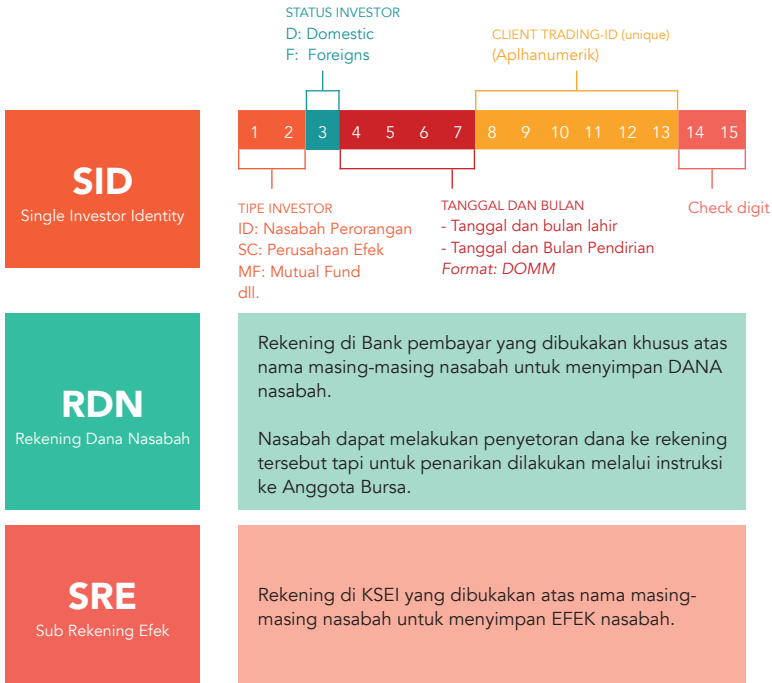 STATUS INVESTOR
D: Domestic
F: Foreigns
CLIENT TRADING-ID (unique)
(Aplhanumerik)
SID
Single Investor Identity
1 2 3 4 5 6 7 8 9 10 11 12 13 14 15
TIPE INVESTOR
ID: Nasabah Perorangan
SC: Perusahaan Efek
MF: Mutual Fund
dll.
TANGGAL DAN BULAN
- Tanggal dan bulan lahir
- Tanggal dan Bulan Pendirian
Format: DOMM
Check digit
RDN
Rekening Dana Nasabah
Rekening di Bank pembayar yang dibukakan khusus atas
nama masing-masing nasabah untuk menyimpan DANA
nasabah.
Nasabah dapat melakukan penyetoran dana ke rekening
tersebut tapi untuk penarikan dilakukan melalui instruksi
ke Anggota Bursa.
SRE
Sub Rekening Efek
Rekening di KSEI yang dibukakan atas nama masing-
masing nasabah untuk menyimpan EFEK nasabah.